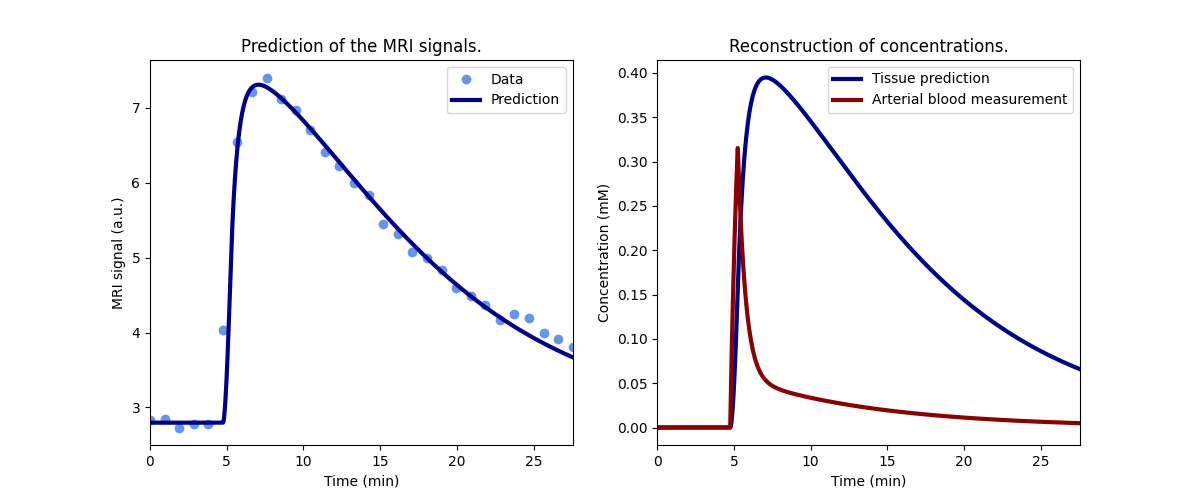 Prediction of the MRI signals.
MRI signal (a.u.)
7
6
5
4
3
0 5 10 15 20 25
Time (min)
Data
Prediction
Reconstruction of concentrations.
Concentration (mM)
0.40
0.35
0.30
0.25
0.20
0.15
0.10
0.05
0.00
0 5 10 15 20 25
Time (min)
Tissue prediction
Arterial blood measurement